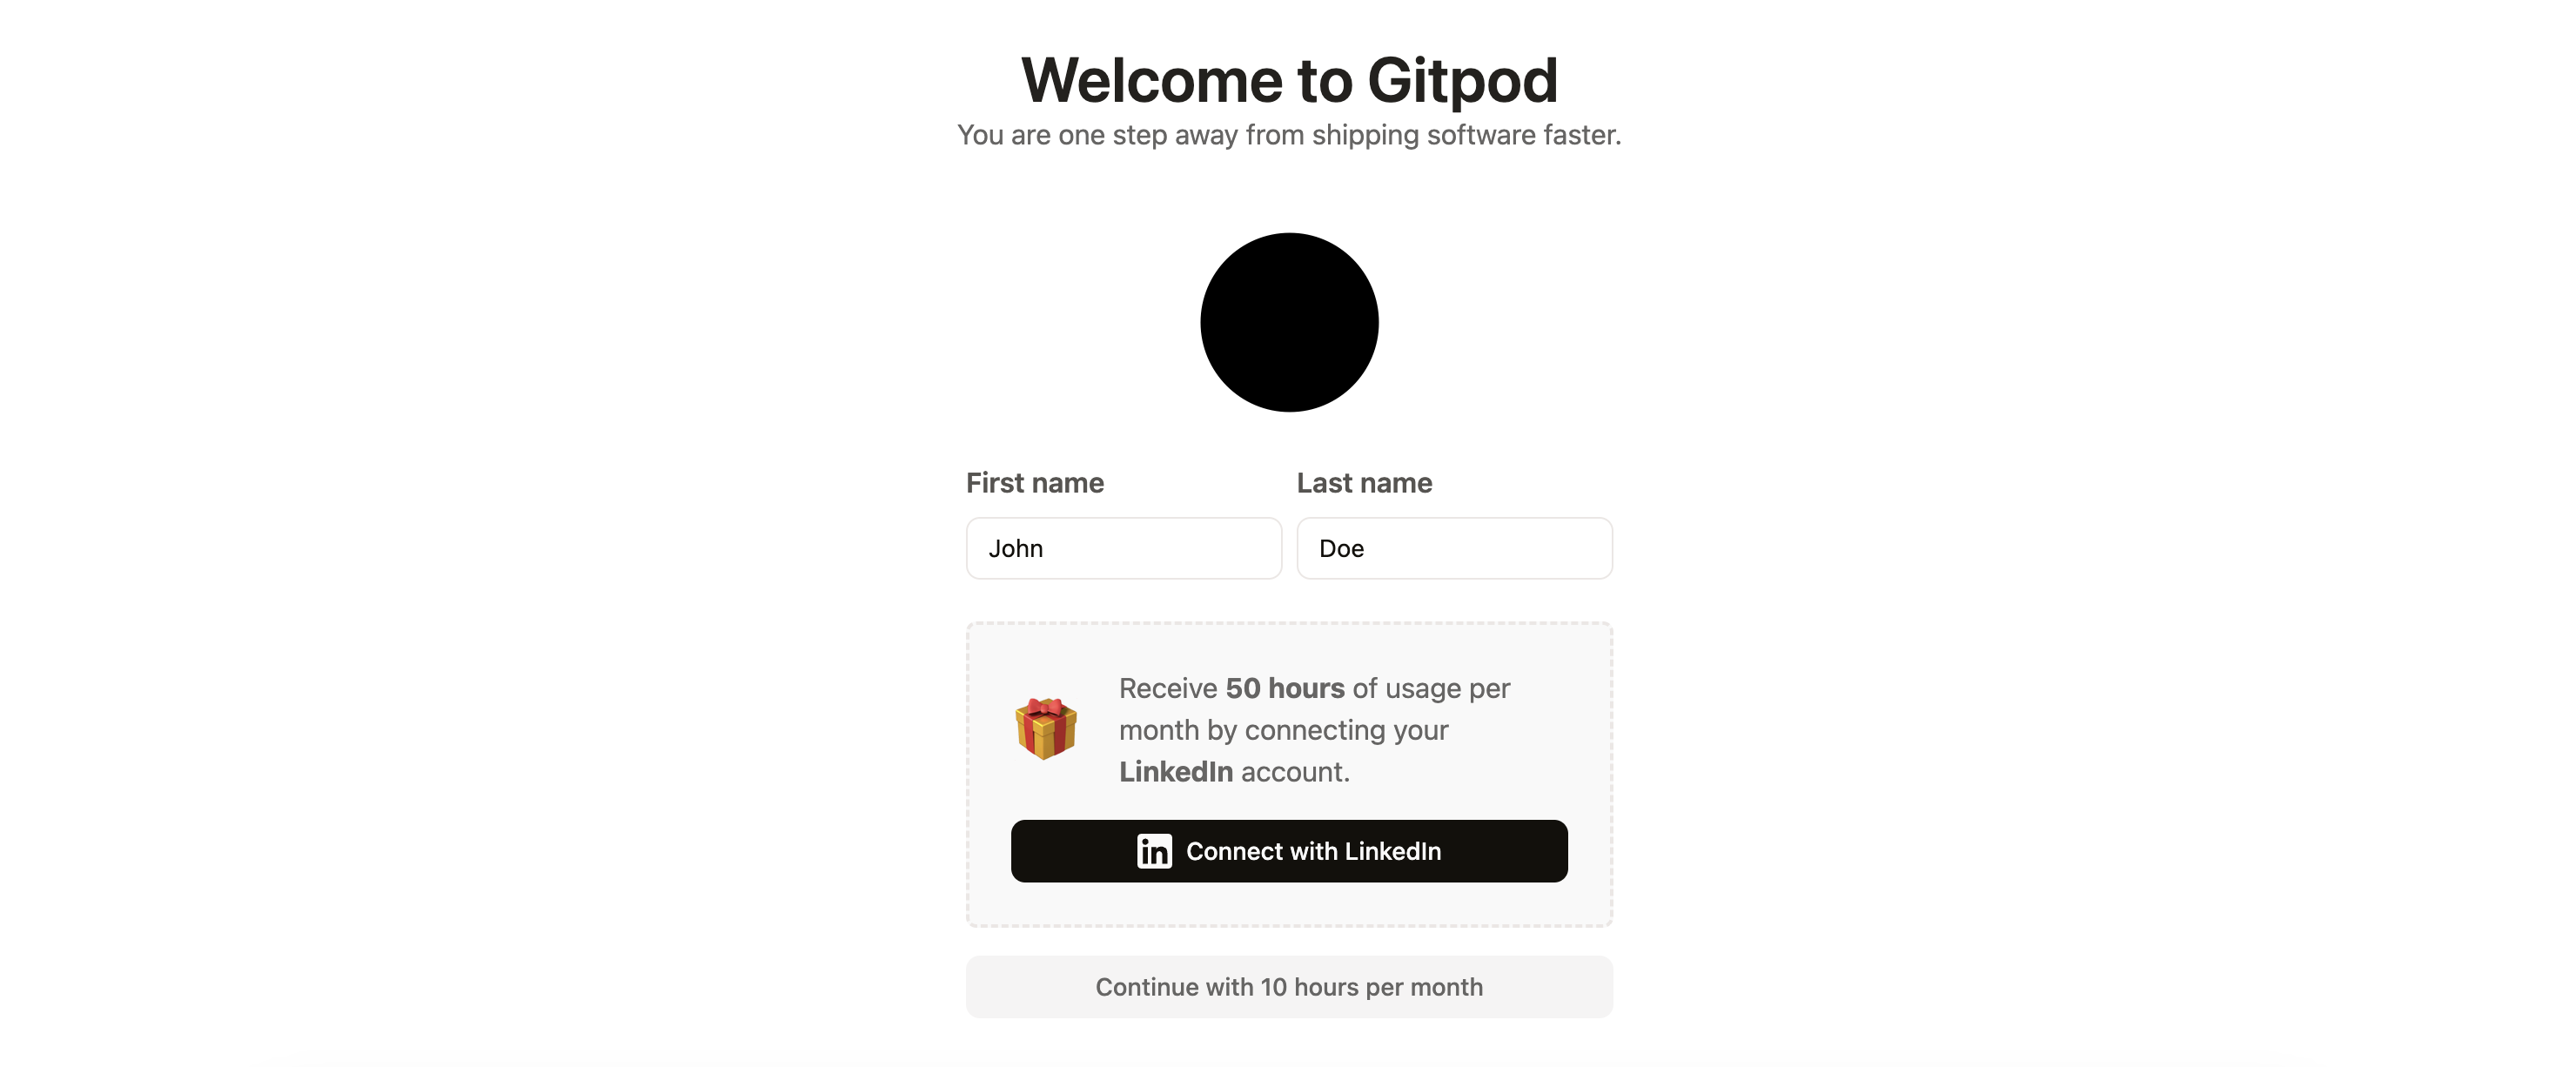 Welcome to Gitpod
You are one step away from shipping software faster.
First name
Last name
John
Doe
Receive 50 hours of usage per
month by connecting your
LinkedIn account.
in Connect with LinkedIn
Continue with 10 hours per month